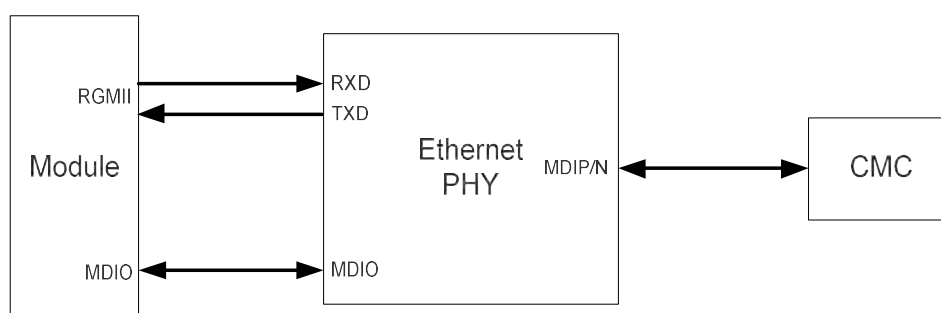 Module
RGMII
MDIO
RXD
TXD
Ethernet
PHY
MDIP/N
MDIO
CMC